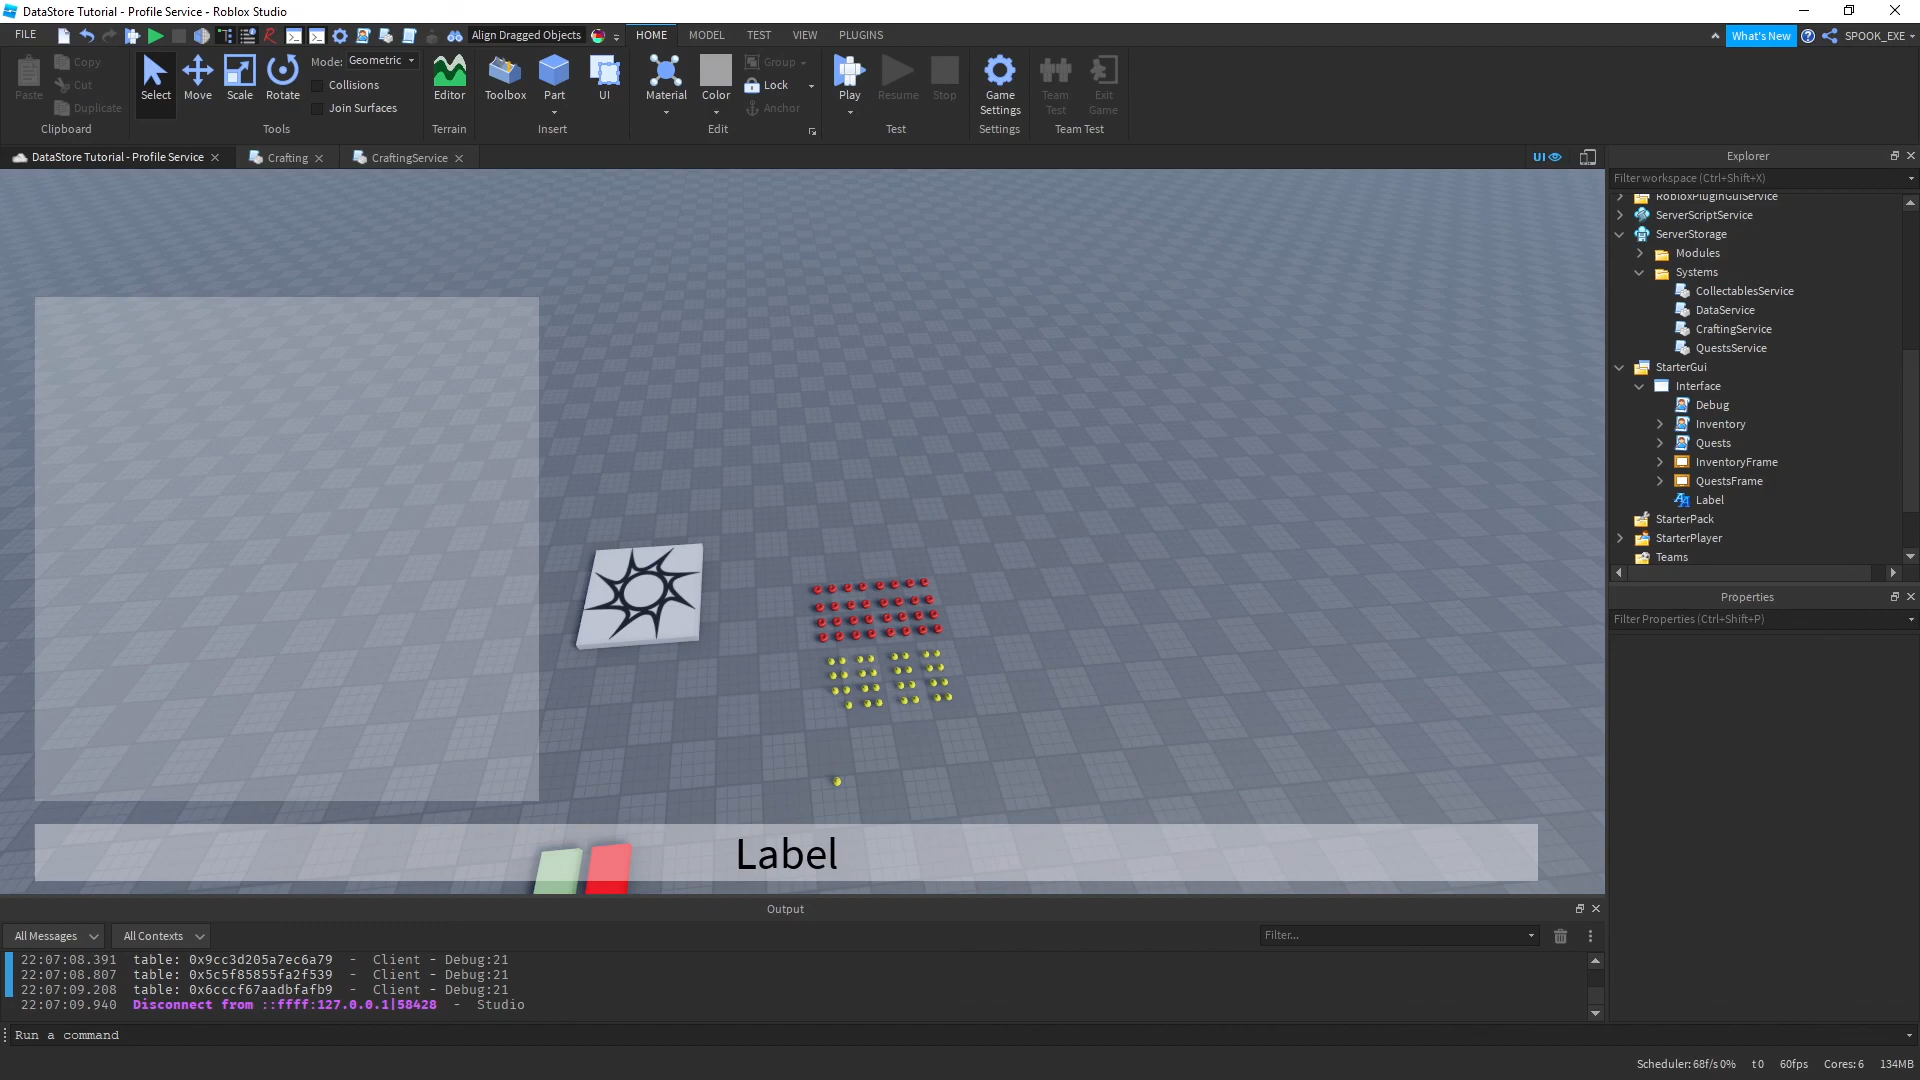 DataStore Tutorial - Profile Service - Roblox Studio
FILE
Align Dragged Objects
HOME
MODEL
TEST
VIEW
PLUGINS
What's New
SPOOK_EXE
Paste
Copy
Cut
Duplicate
Clipboard
Select
Move
Scale
Rotate
Mode: Geometric
Collisions
Join Surfaces
Tools
Editor
Terrain
Toolbox
Part
UI
Insert
Material
Color
Group
Lock
Anchor
Edit
Play
Resume
Stop
Test
Game
Settings
Settings
Team
Test
Exit
Game
Team Test
DataStore Tutorial - Profile Service
Crafting
CraftingService
UI
Explorer
Filter workspace (Ctrl+Shift+X)
RobloxPluginGuiService
ServerScriptService
ServerStorage
Modules
Systems
CollectablesService
DataService
CraftingService
QuestsService
StarterGui
Interface
Debug
Inventory
Quests
InventoryFrame
QuestsFrame
Label
StarterPack
StarterPlayer
Teams
Properties
Filter Properties (Ctrl+Shift+P)
Label
Output
All Messages
All Contexts
Filter...
22:07:08.391 table: 0x9cc3d205a7ec6a79 - Client - Debug:21
22:07:08.807 table: 0x5c5f85855fa2f539 - Client - Debug:21
22:07:09.208 table: 0x6cccf67aadbfafb9 - Client - Debug:21
22:07:09.940 Disconnect from ::ffff:127.0.0.1|58428 - Studio
Run a command
Scheduler: 68f/s 0%
t 0
60fps
Cores: 6
134MB